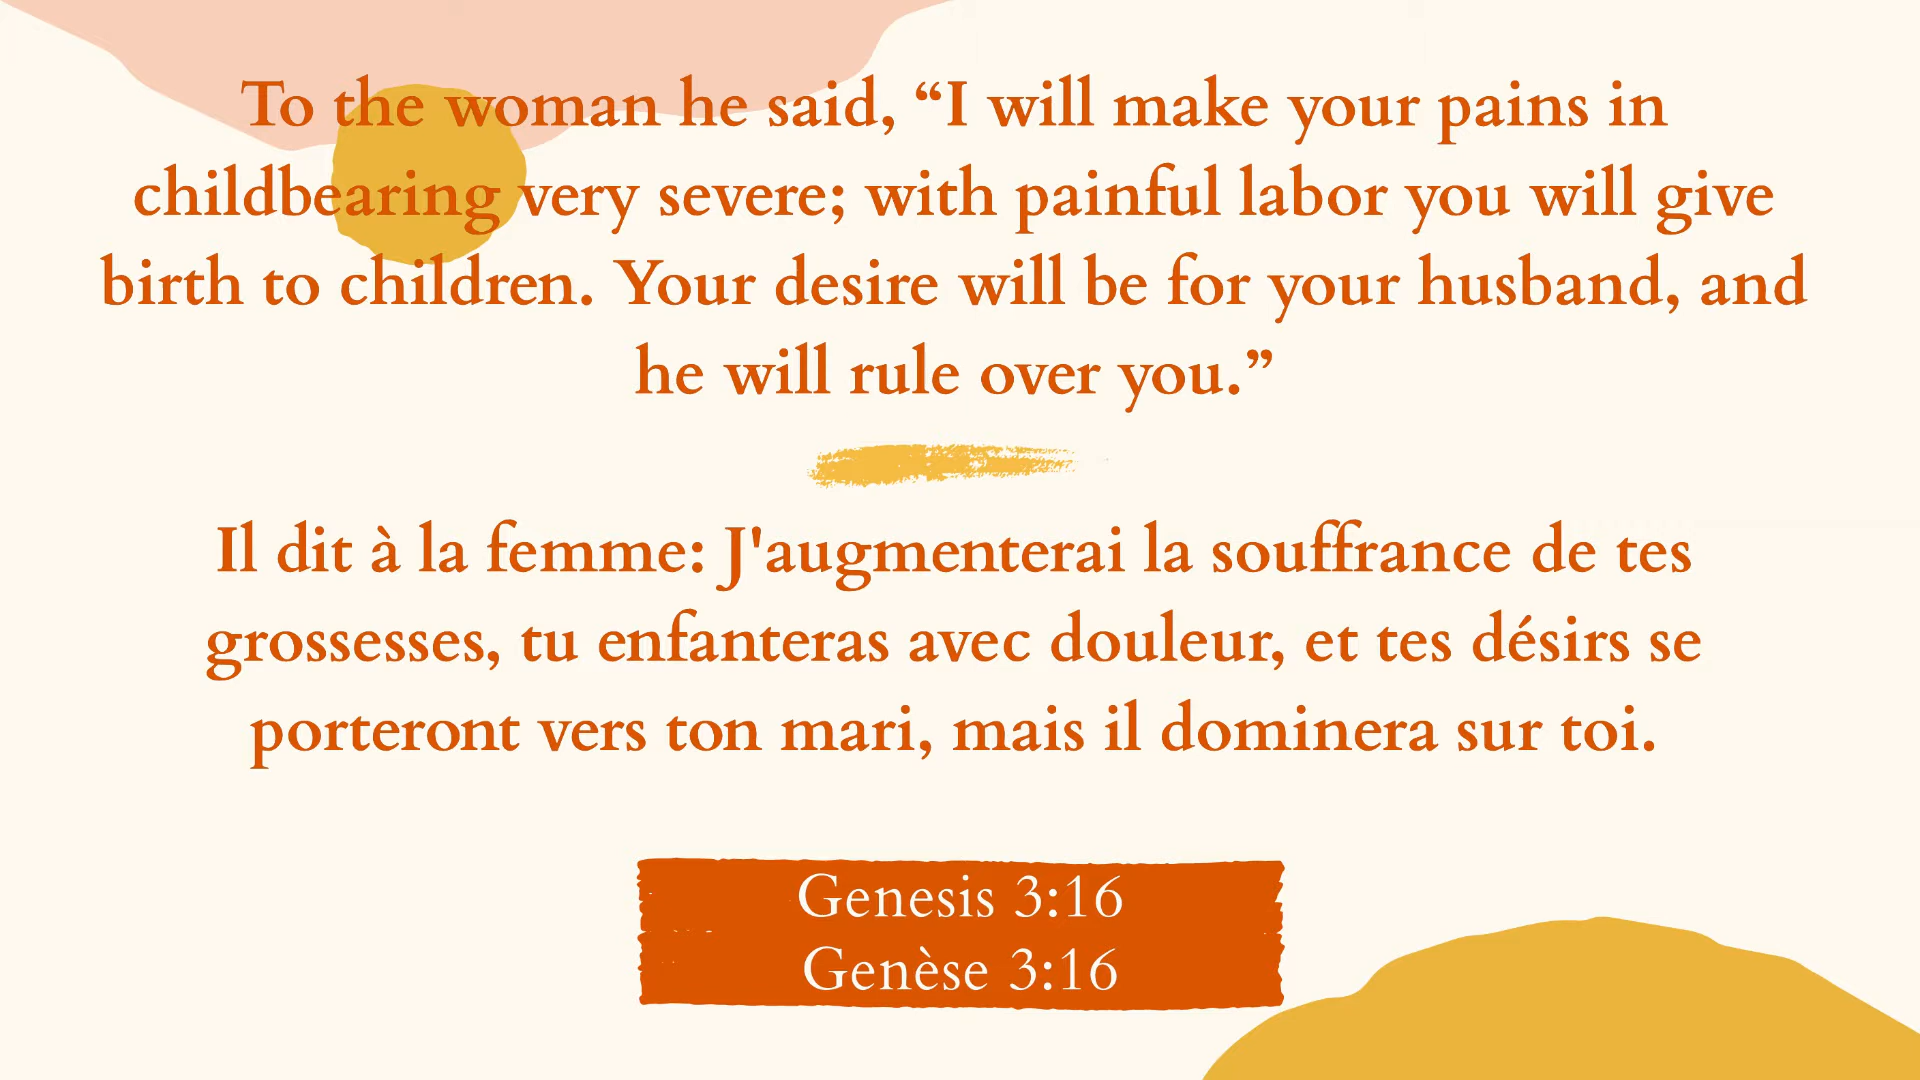 To the woman he said, “I will make your pains in
childbearing very severe; with painful labor you will give
birth to children. Your desire will be for your husband, and
he will rule over you.”
Il dit à la femme: J'augmenterai la souffrance de tes
grossesses, tu enfanteras avec douleur, et tes désirs se
porteront vers ton mari, mais il dominera sur toi.
Genesis 3:16
Genèse 3:16